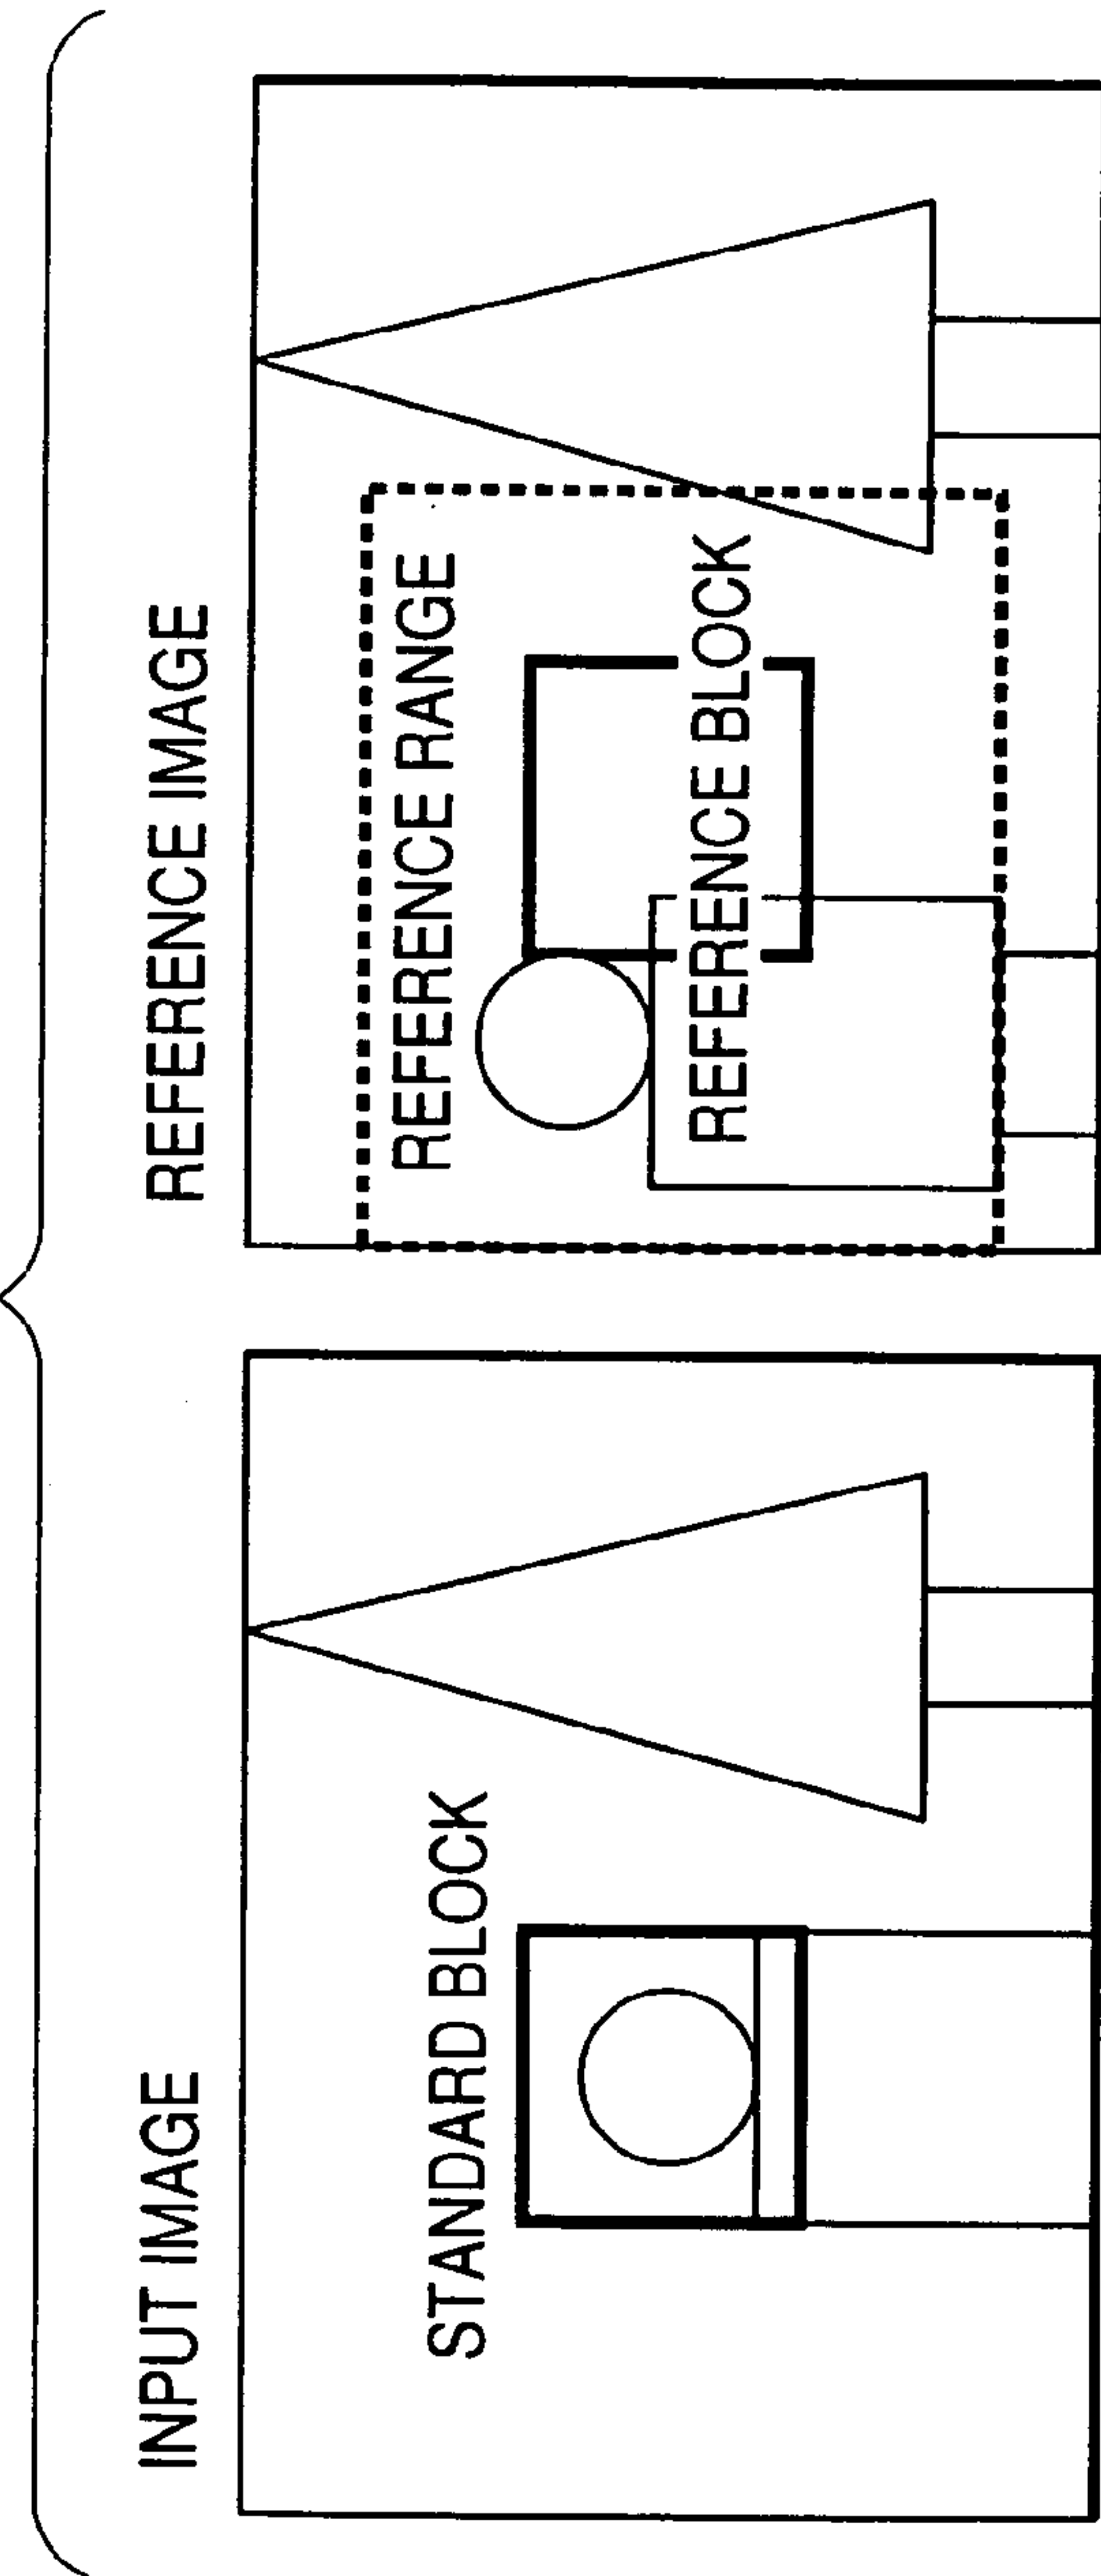 INPUT IMAGE
STANDARD BLOCK
REFERENCE IMAGE
REFERENCE RANGE
REFERENCE BLOCK